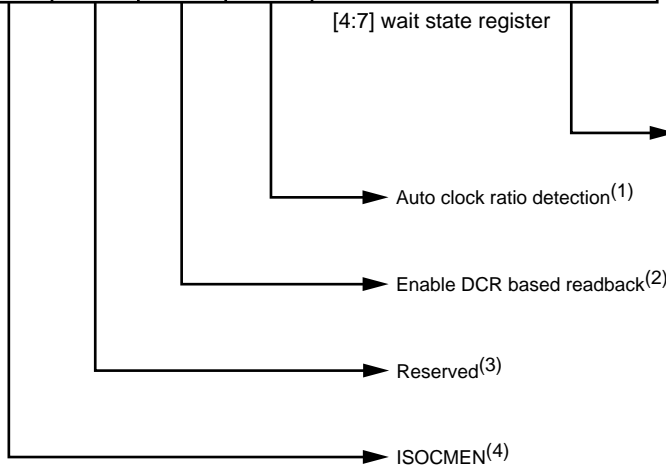 [4:7] wait state register
Auto clock ratio detection(1)
Enable DCR based readback(2)
Reserved(3)
ISOCMEN(4)